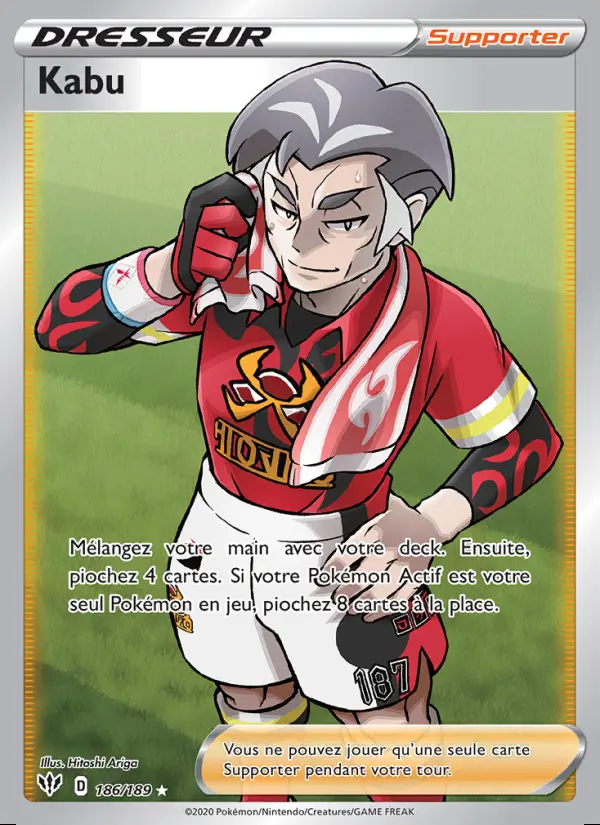 DRESSEUR
Supporter
Kabu
187
Mélangez votre main avec votre deck. Ensuite,
piochez 4 cartes. Si votre Pokémon Actif est votre
seul Pokémon en jeu, piochez 8 cartes à la place.
Vous ne pouvez jouer qu'une seule carte
Supporter pendant votre tour.
Illus. Hitoshi Ariga
D 186/189 ★
©2020 Pokémon/Nintendo/Creatures/GAME FREAK